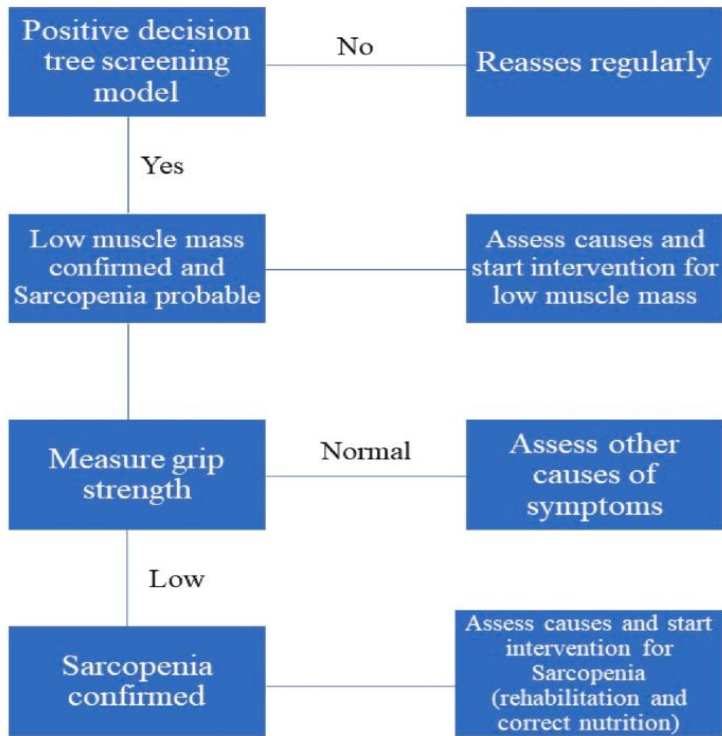 Positive decision
tree screening
model
No
Reasses regularly
Yes
Low muscle mass
confirmed and
Sarcopenia probable
Assess causes and
start intervention for
low muscle mass
Measure grip
strength
Normal
Assess other
causes of
symptoms
Low
Sarcopenia
confirmed
Assess causes and start
intervention for
Sarcopenia
(rehabilitation and
correct nutrition)